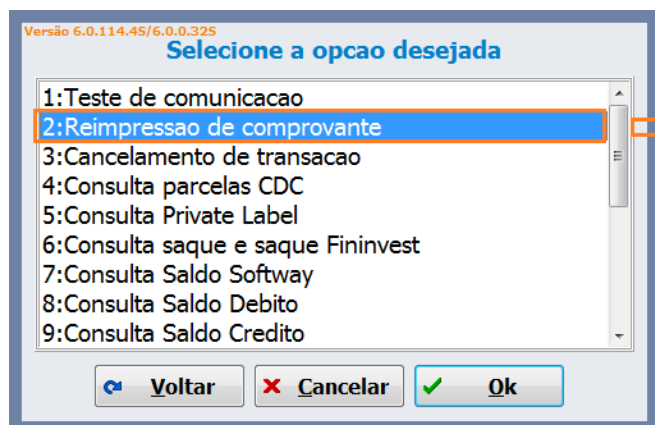 Versão 6.0.114.4S/6.0.0.32S
Selecione a opcao desejada
1:Teste de comunicacao
2:Reimpressao de comprovante
3:Cancelamento de transacao
4:Consulta parcelas CDC
5:Consulta Private Label
6:Consulta saque e saque Fininvest
7:Consulta Saldo Softway
8:Consulta Saldo Debito
9:Consulta Saldo Credito
Voltar Cancelar Ok